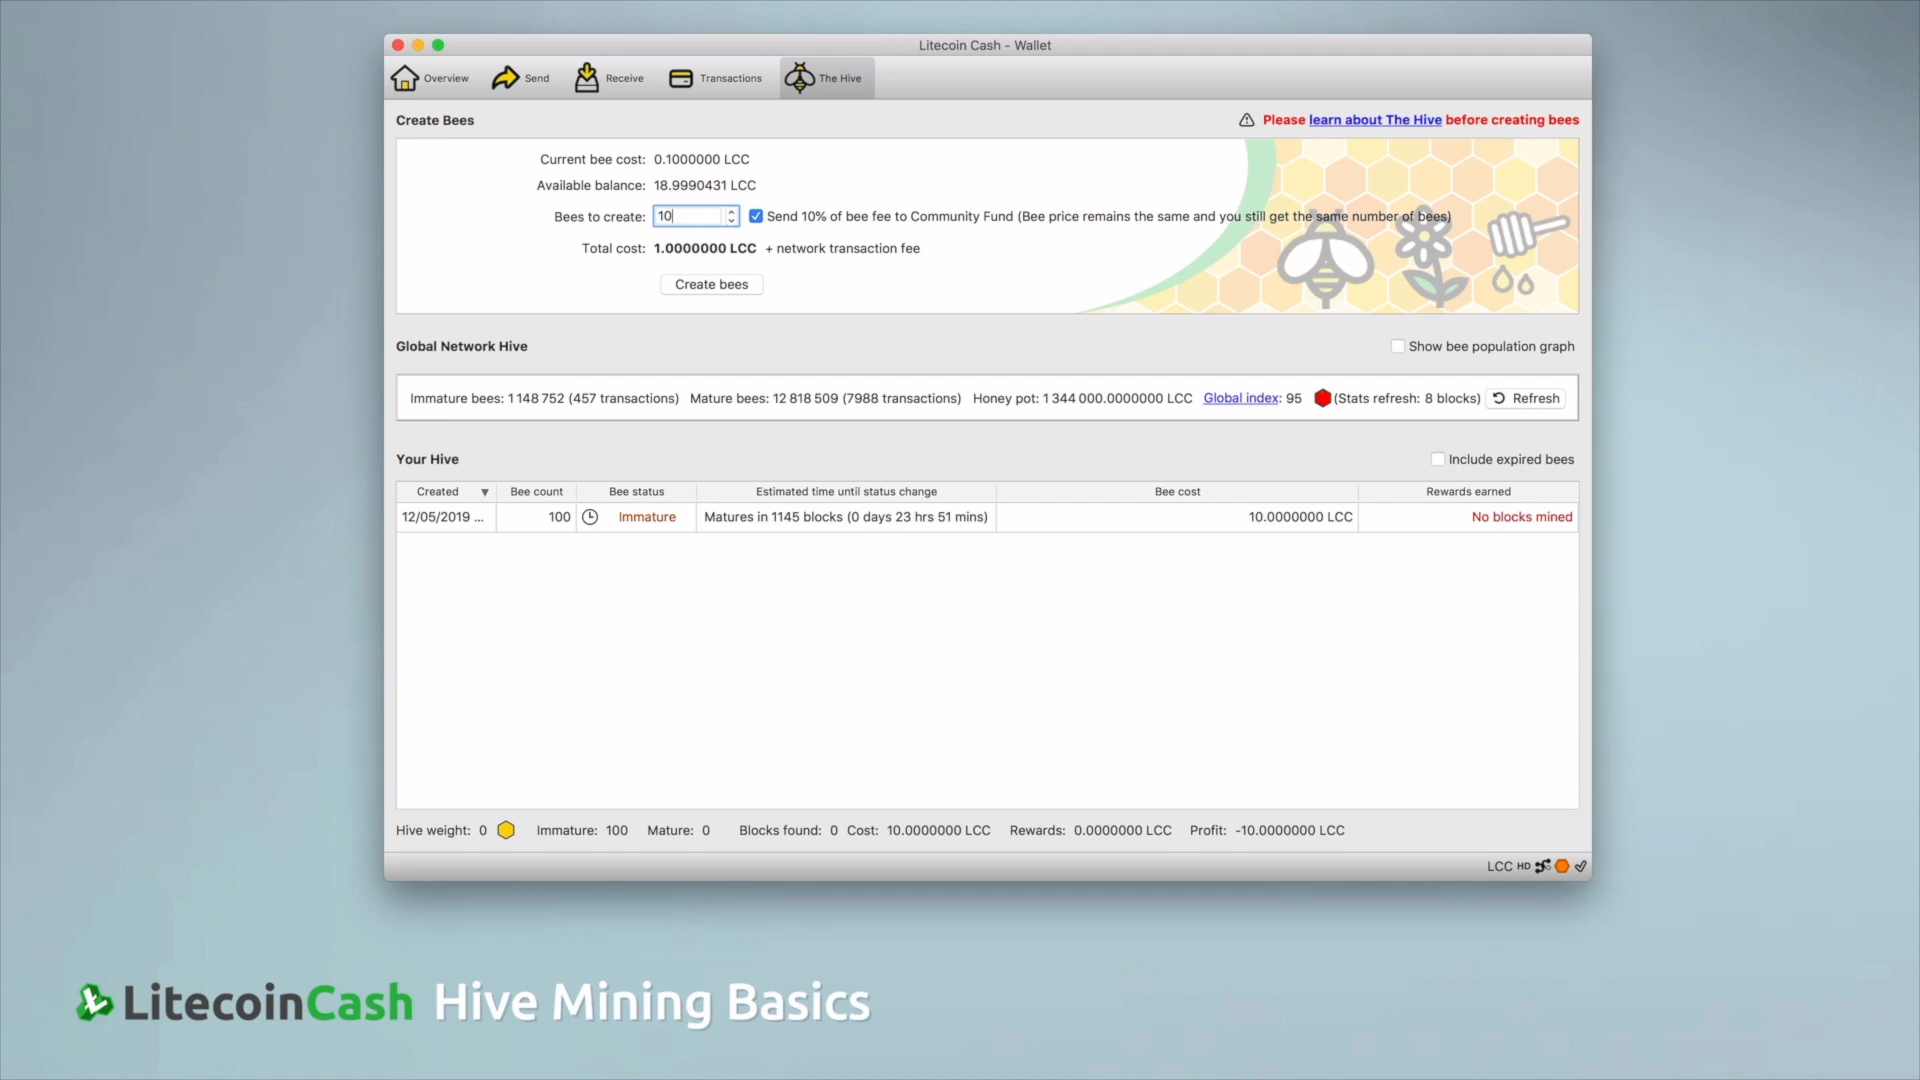 Litecoin Cash - Wallet
Overview Send Receive Transactions The Hive
Create Bees
Please learn about The Hive before creating bees
Current bee cost: 0.1000000 LCC
Available balance: 18.9990431 LCC
Bees to create: 10 Send 10% of bee fee to Community Fund (Bee price remains the same and you still get the same number of bees)
Total cost: 1.0000000 LCC + network transaction fee
Create bees
Global Network Hive
Show bee population graph
Immature bees: 1 148 752 (457 transactions) Mature bees: 12 818 509 (7988 transactions) Honey pot: 1 344 000.0000000 LCC Global index: 95 (Stats refresh: 8 blocks) Refresh
Your Hive
Include expired bees
Created Bee count Bee status Estimated time until status change Bee cost Rewards earned
12/05/2019 ... 100 Immature Matures in 1145 blocks (0 days 23 hrs 51 mins) 10.0000000 LCC No blocks mined
Hive weight: 0 Immature: 100 Mature: 0 Blocks found: 0 Cost: 10.0000000 LCC Rewards: 0.0000000 LCC Profit: -10.0000000 LCC
LCC HD
LitecoinCash Hive Mining Basics